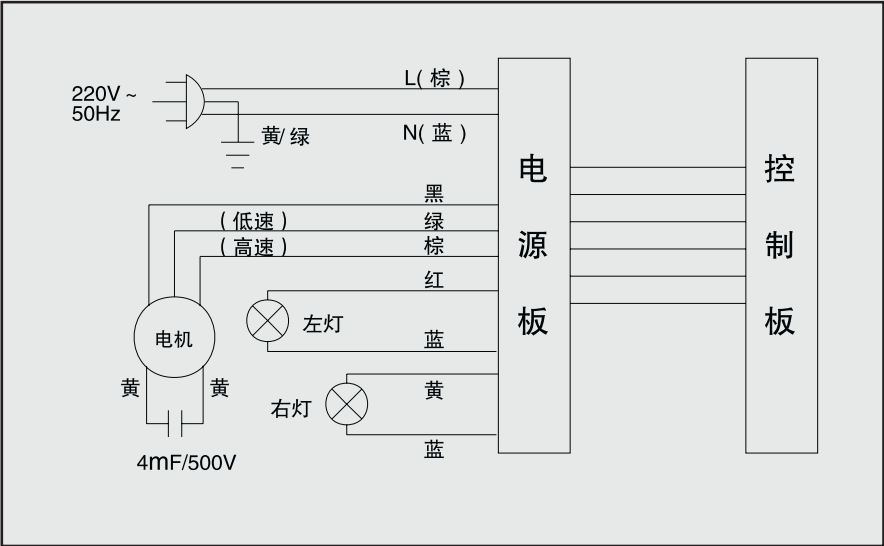 L( 棕 )
220V ~
50Hz
黄/ 绿
N( 蓝 )
黑
( 低速 )
绿
( 高速 )
棕
红
左灯
蓝
电机
黄
黄
黄
右灯
蓝
4mF/500V
电源板
控制板